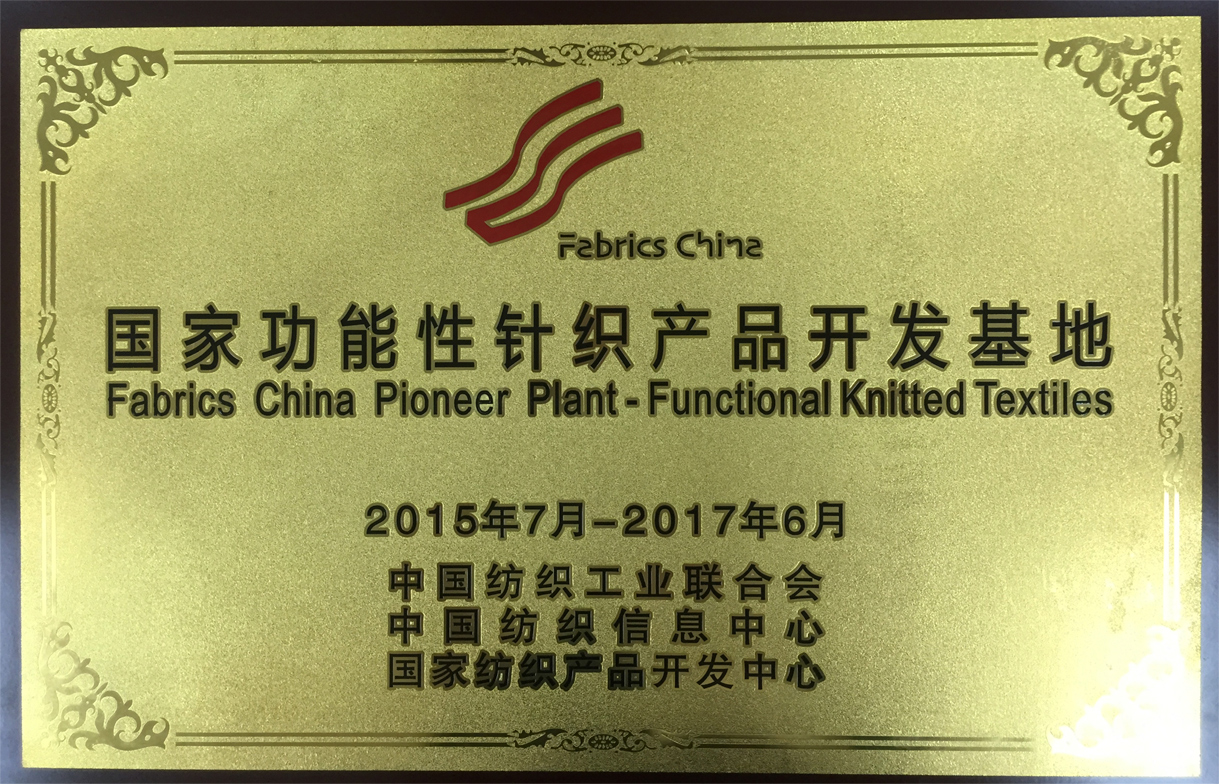 Fabrics China
国家功能性针织产品开发基地
Fabrics China Pioneer Plant - Functional Knitted Textiles
2015年7月-2017年6月
中国纺织工业联合会
中国纺织信息中心
国家纺织产品开发中心